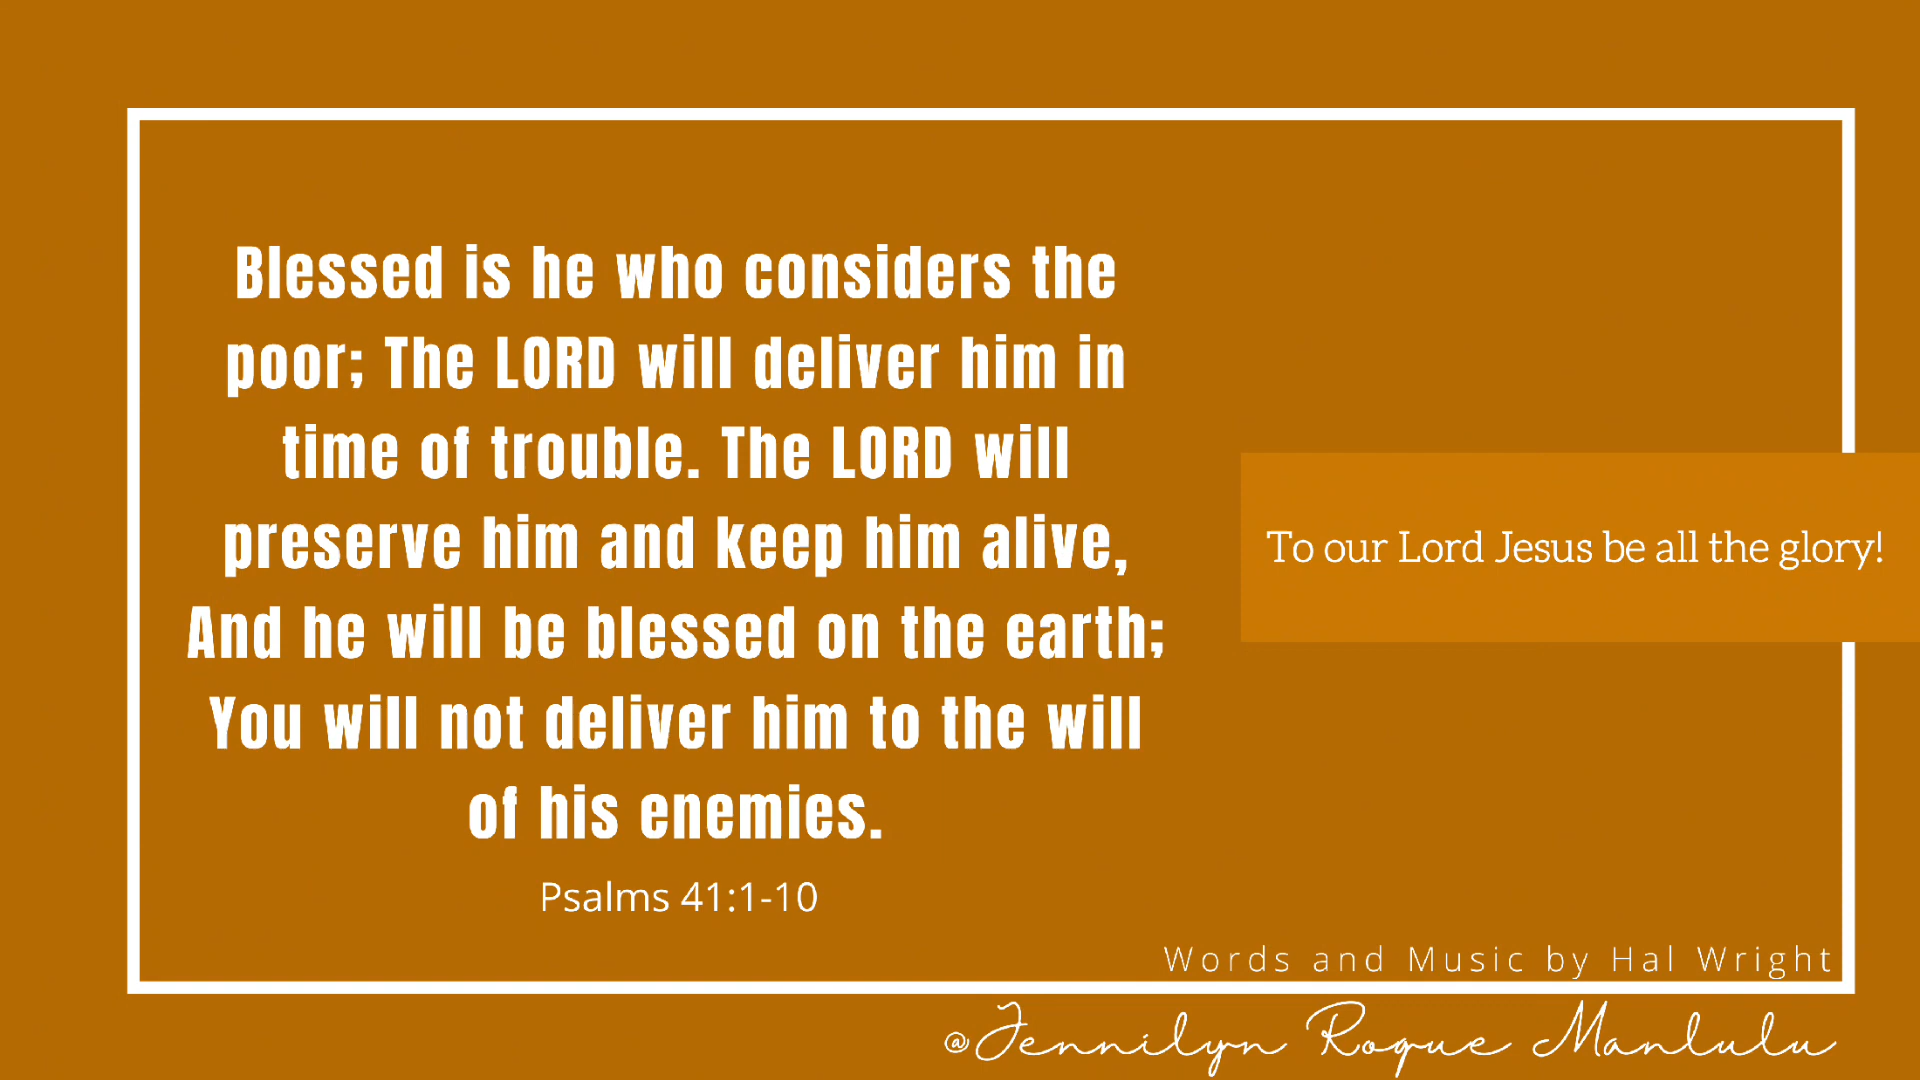 Blessed is he who considers the
poor; The LORD will deliver him in
time of trouble. The LORD will
preserve him and keep him alive,
And he will be blessed on the earth;
You will not deliver him to the will
of his enemies.
Psalms 41:1-10
To our Lord Jesus be all the glory!
Words and Music by Hal Wright
@Jennilyn Roque Manlulu